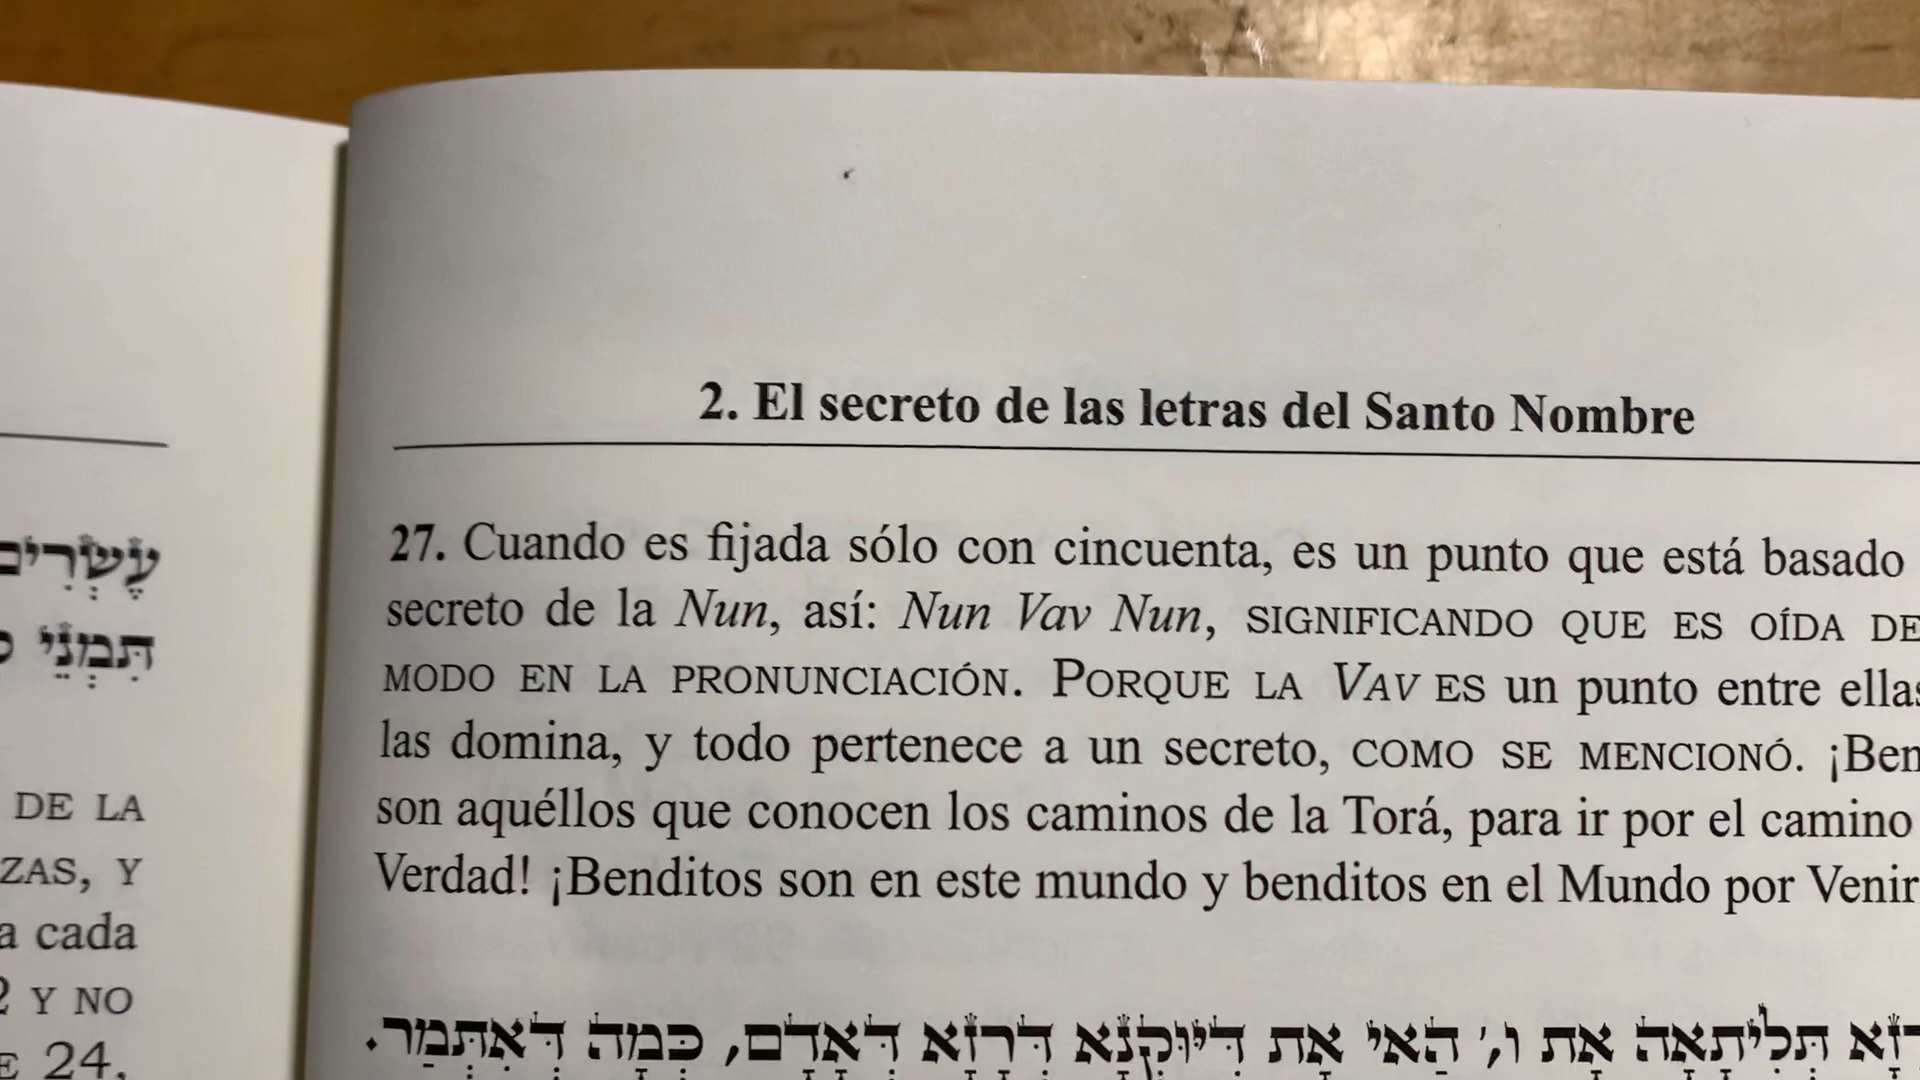 עֶשְׂרִים
תְּמָנֵי
DE LA
ZAS, Y
a cada
Y NO
24,
2. El secreto de las letras del Santo Nombre
27. Cuando es fijada sólo con cincuenta, es un punto que está basado
secreto de la Nun, así: Nun Vav Nun, SIGNIFICANDO QUE ES OÍDA DE
MODO EN LA PRONUNCIACIÓN. PORQUE LA VAV ES un punto entre ellas
las domina, y todo pertenece a un secreto, COMO SE MENCIONÓ. ¡Ben
son aquéllos que conocen los caminos de la Torá, para ir por el camino
Verdad! ¡Benditos son en este mundo y benditos en el Mundo por Venir
רָזָא תְּלִיתָאָה אָת ו', הַאי אָת דִּיּוּקְנָא דְּרָזָא דְּאָדָם, כְּמָה דְּאִתְּמַר.